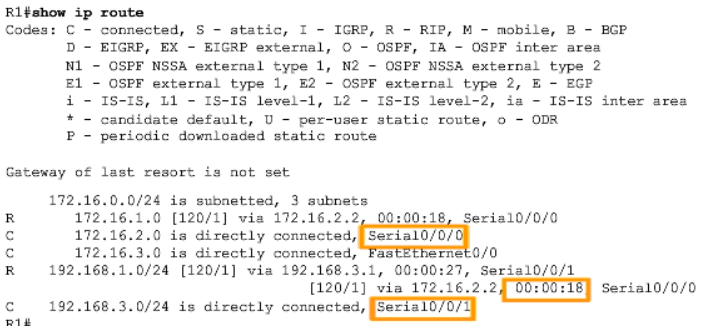 R1#show ip route
Codes: C - connected, S - static, I - IGRP, R - RIP, M - mobile, B - BGP
D - EIGRP, EX - EIGRP external, O - OSPF, IA - OSPF inter area
N1 - OSPF NSSA external type 1, N2 - OSPF NSSA external type 2
E1 - OSPF external type 1, E2 - OSPF external type 2, E - EGP
i - IS-IS, L1 - IS-IS level-1, L2 - IS-IS level-2, ia - IS-IS inter area
* - candidate default, U - per-user static route, o - ODR
P - periodic downloaded static route
Gateway of last resort is not set
172.16.0.0/24 is subnetted, 3 subnets
R 172.16.1.0 [120/1] via 172.16.2.2, 00:00:18, Serial0/0/0
C 172.16.2.0 is directly connected, Serial0/0/0
C 172.16.3.0 is directly connected, FastEthernet0/0
R 192.168.1.0/24 [120/1] via 192.168.3.1, 00:00:27, Serial0/0/1
[120/1] via 172.16.2.2, 00:00:18 Serial0/0/0
C 192.168.3.0/24 is directly connected, Serial0/0/1
R1#